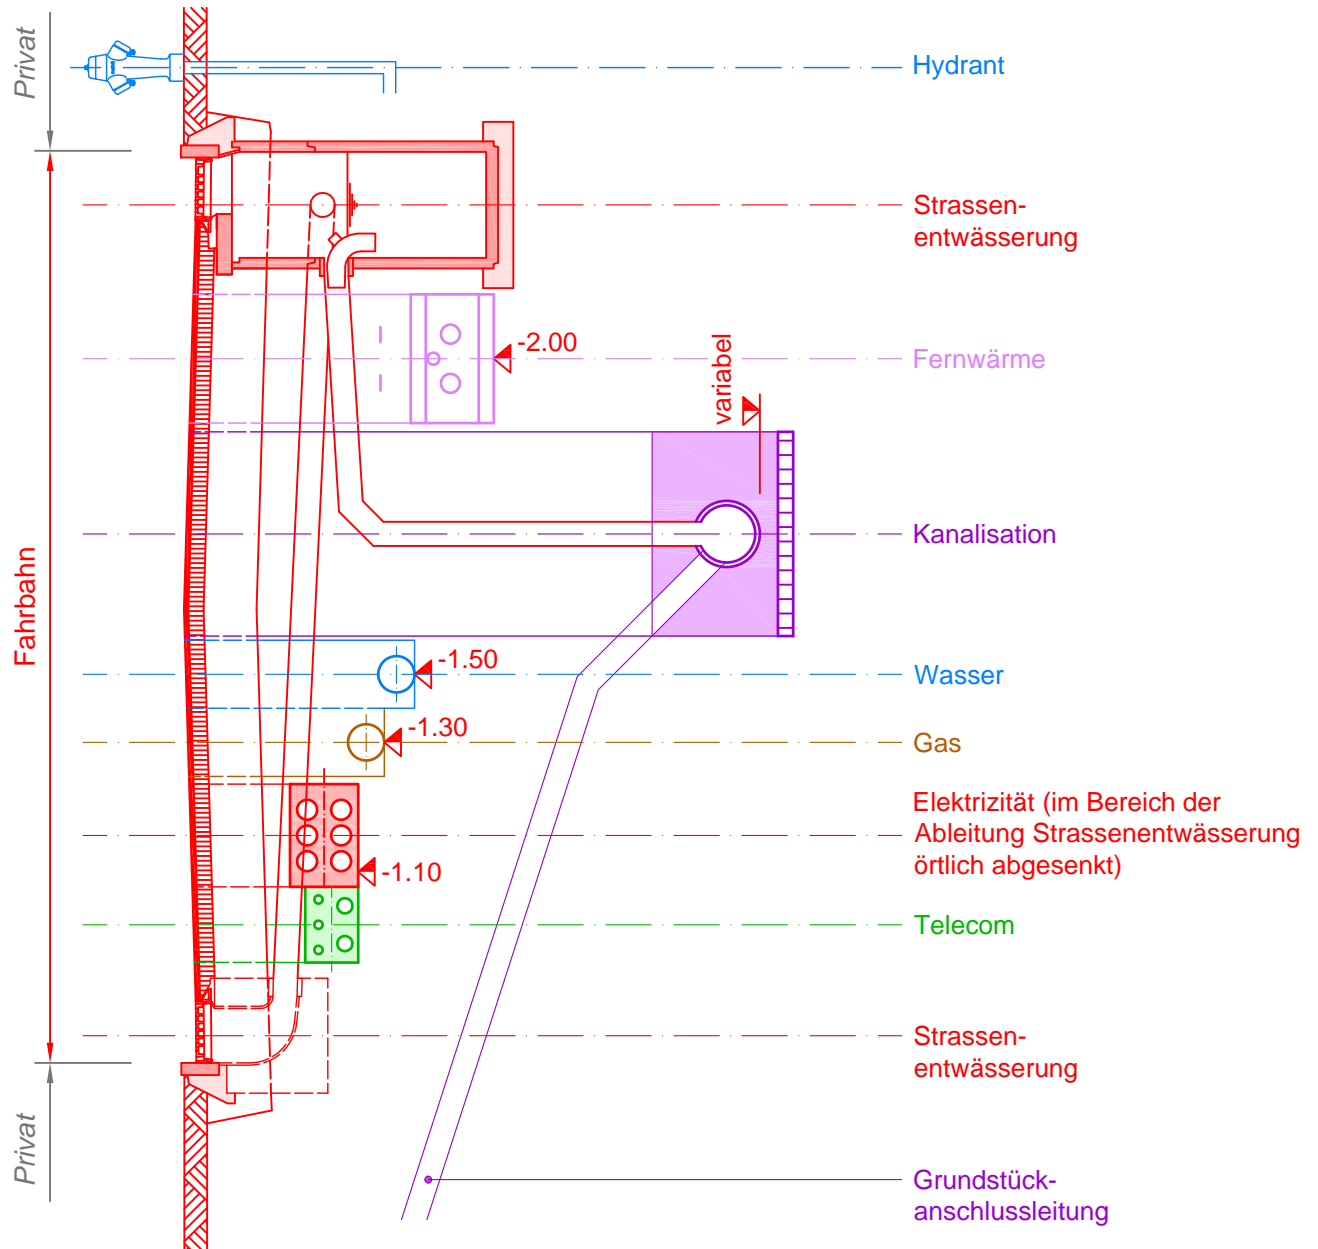 Privat
Hydrant
Strassen-
entwässerung
-2.00
variabel
Fernwärme
Kanalisation
Fahrbahn
-1.50
Wasser
-1.30
Gas
Elektrizität (im Bereich der
Ableitung Strassenentwässerung
örtlich abgesenkt)
-1.10
Telecom
Strassen-
entwässerung
Privat
Grundstück-
anschlussleitung